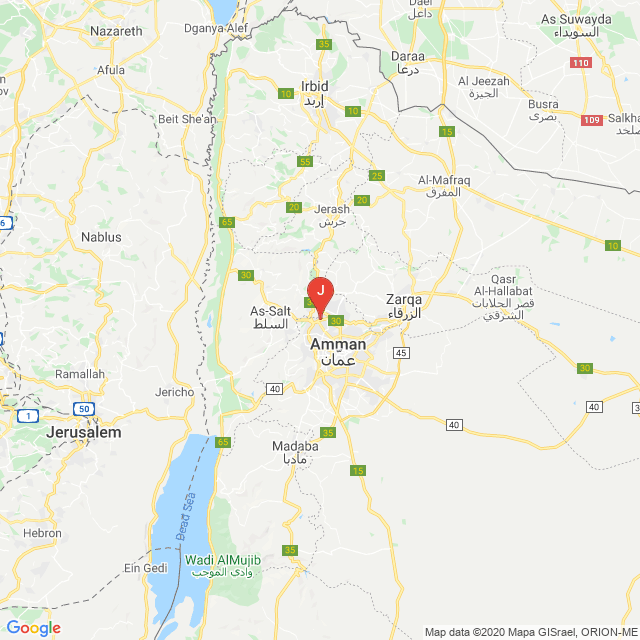 Nazareth
Dganya Alef
Dael
داعل
As Suwayda
السويداء
35
Daraa
درعا
Afula
110
Irbid
إربد
10
10
Al Jeezah
الجيزة
Busra
بصرى
109
Salkha
Beit She'an
15
55
25
Al-Mafraq
المفرق
20
20
Jerash
جرش
65
6
Nablus
10
30
Qasr
Al-Hallabat
قصر الحلابات
الشرقي
J
Zarqa
الزرقاء
As-Salt
السلط
30
Amman
عمان
45
30
Ramallah
Jericho
40
50
1
40
40
Jerusalem
35
65
Madaba
مأدبا
15
Dead Sea
Hebron
35
Wadi AlMujib
وادي الموجب
Ein Gedi
Google
Map data ©2020 Mapa GISrael, ORION-ME